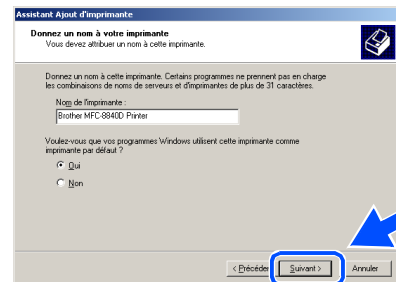 Assistant Ajout d'imprimante
Donnez un nom à votre imprimante
Vous devez attribuer un nom à cette imprimante.
Donnez un nom à cette imprimante. Certains programmes ne prennent pas en charge
les combinaisons de noms de serveurs et d'imprimantes de plus de 31 caractères.
Nom de l'imprimante :
Brother MFC-8840D Printer
Voulez-vous que vos programmes Windows utilisent cette imprimante comme
imprimante par défaut ?
Oui
Non
< Précéden
Suivant >
Annuler